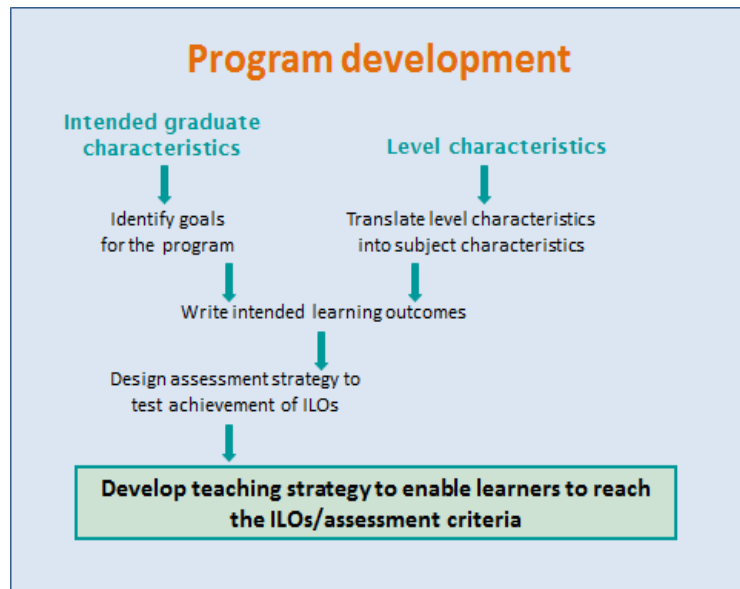 Program development
Intended graduate
characteristics
Level characteristics
Identify goals
for the program
Translate level characteristics
into subject characteristics
Write intended learning outcomes
Design assessment strategy to
test achievement of ILOs
Develop teaching strategy to enable learners to reach
the ILOs/assessment criteria